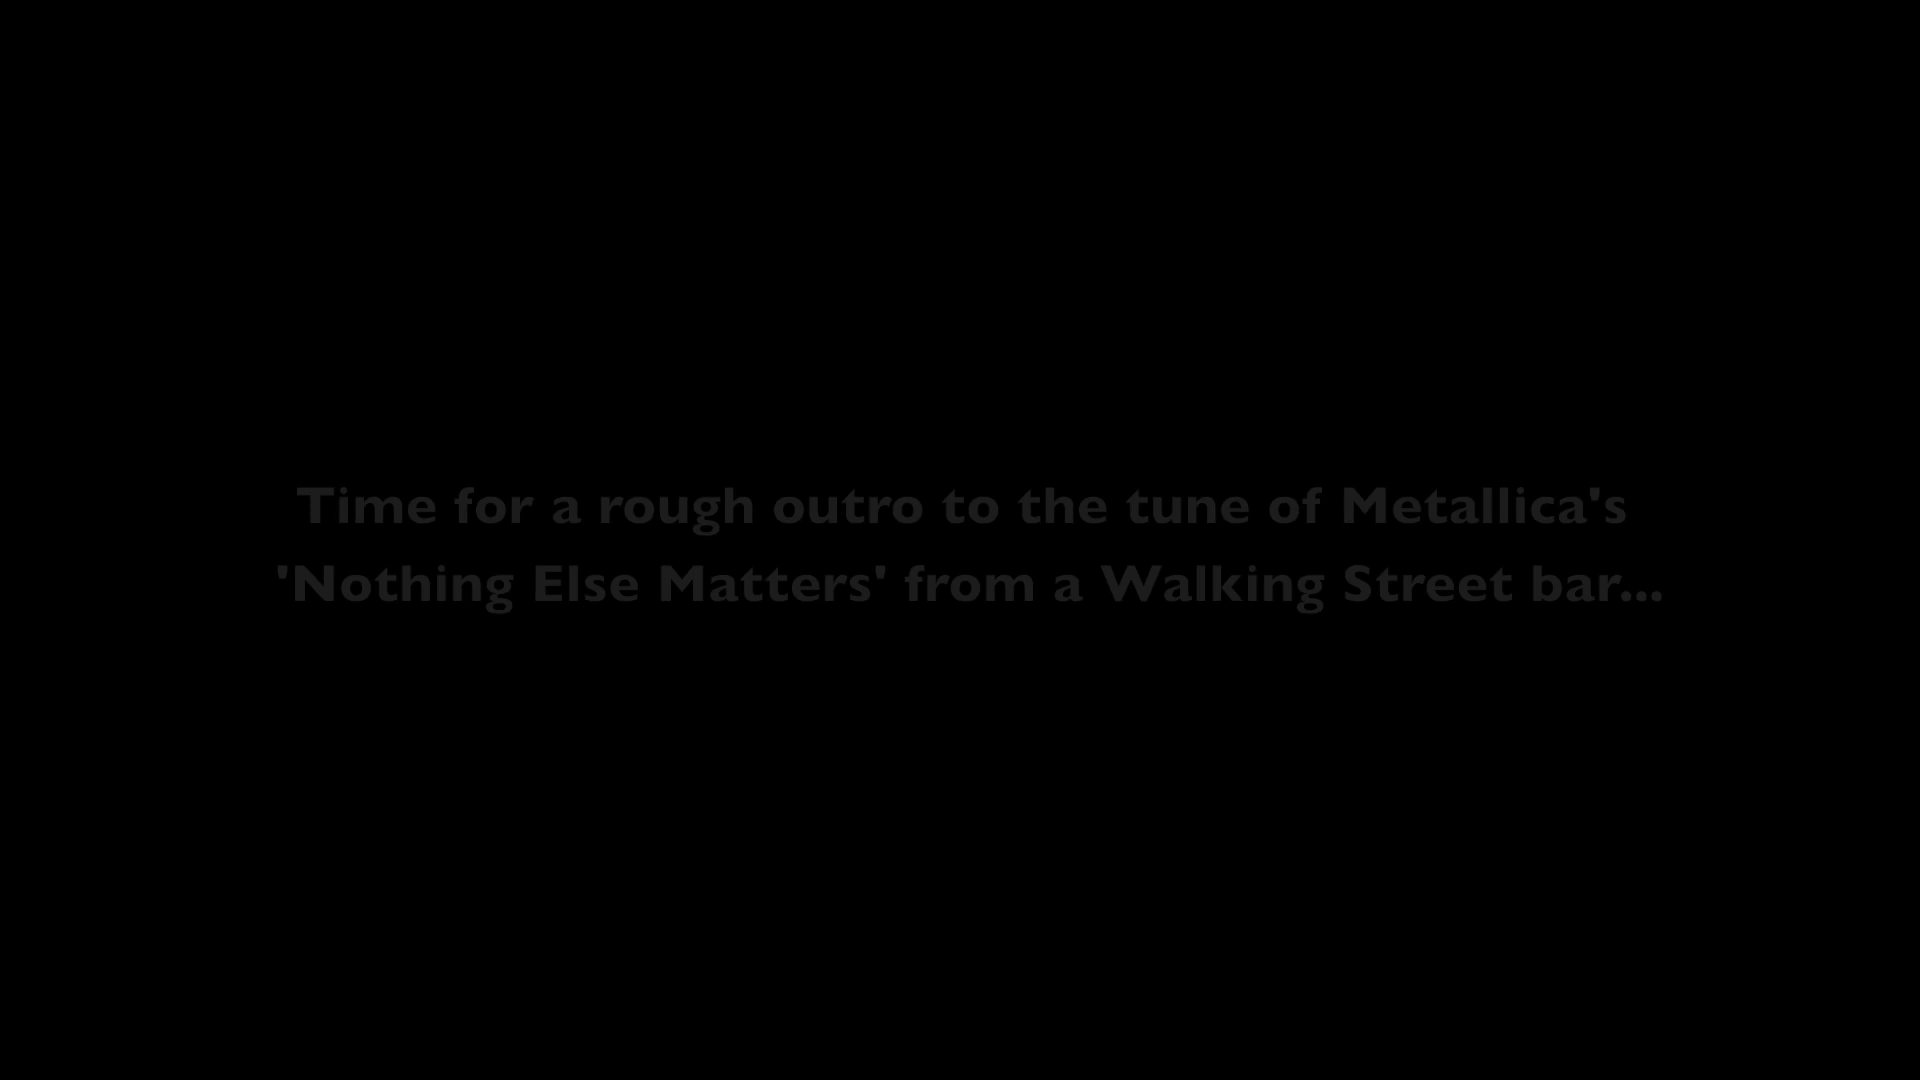 Time for a rough outro to the tune of Metallica's
'Nothing Else Matters' from a Walking Street bar...